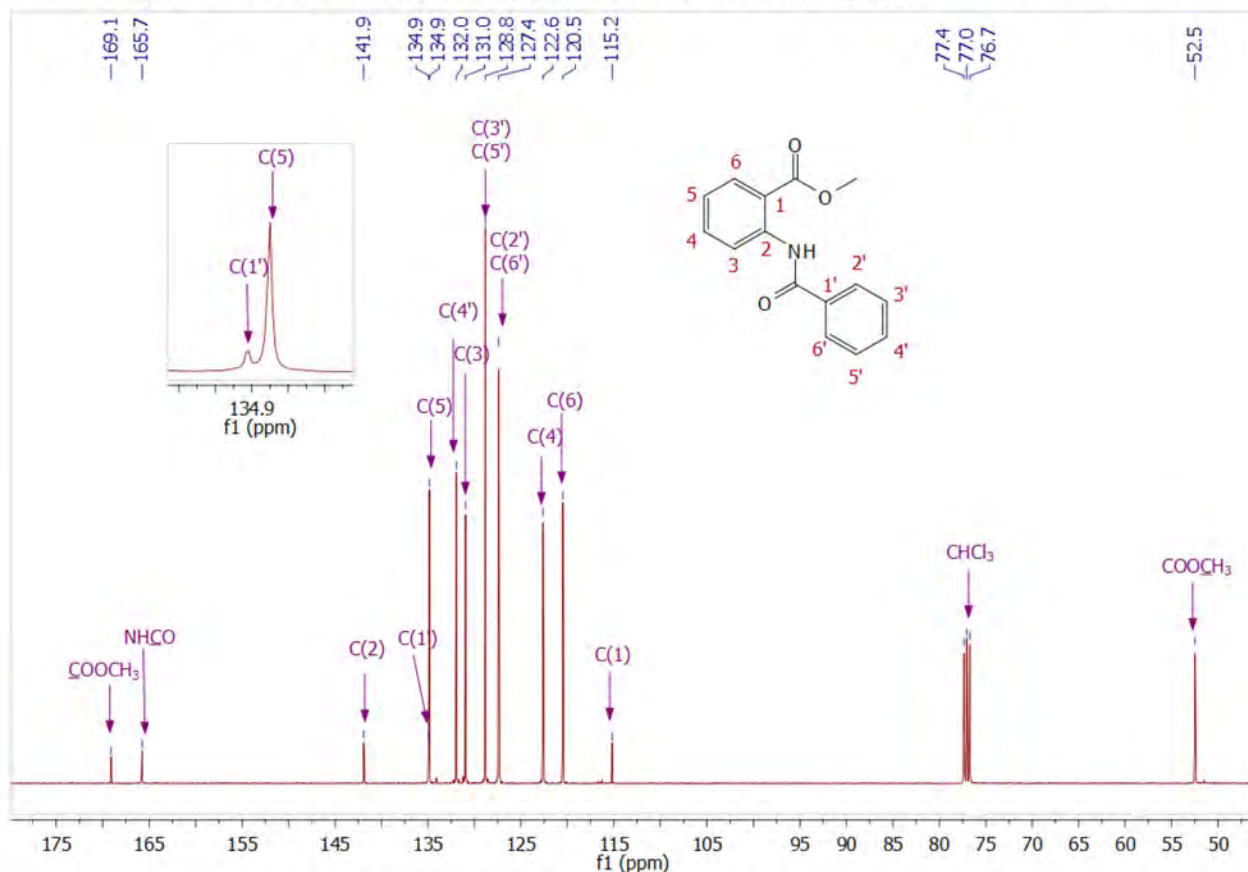 169.1
165.7
141.9
134.9
134.9
132.0
131.0
128.8
127.4
122.6
120.5
115.2
77.4
77.0
76.7
52.5
C(5)
C(1')
134.9
f1 (ppm)
C(3')
C(5')
C(2')
C(6')
C(4')
C(3)
C(5)
C(4)
C(6)
C(1')
C(2)
C(1)
NHCO
COOCH3
CHCl3
COOCH3
6
5
4
3
2
1
O
O
NH
O
1'
2'
3'
4'
5'
6'
175 165 155 145 135 125 115 105 95 90 85 80 75 70 65 60 55 50
f1 (ppm)